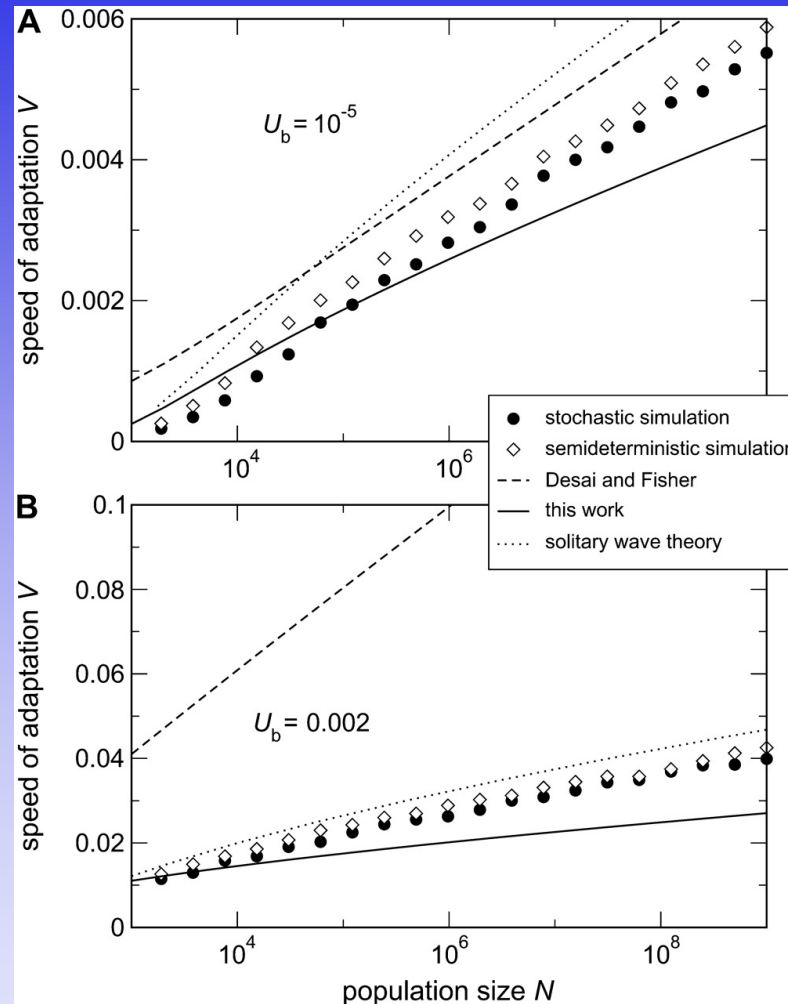 A
0.006
0.004
0.002
0
speed of adaptation V
U_b = 10^-5
10^4
10^6
stochastic simulation
semideterministic simulation
Desai and Fisher
this work
solitary wave theory
B
0.1
0.08
0.06
0.04
0.02
0
speed of adaptation V
U_b = 0.002
10^4
10^6
10^8
population size N